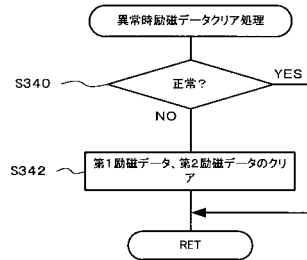 異常時励磁データクリア処理
S340
正常?
YES
NO
S342
第1励磁データ、第2励磁データのクリ
ア
RET